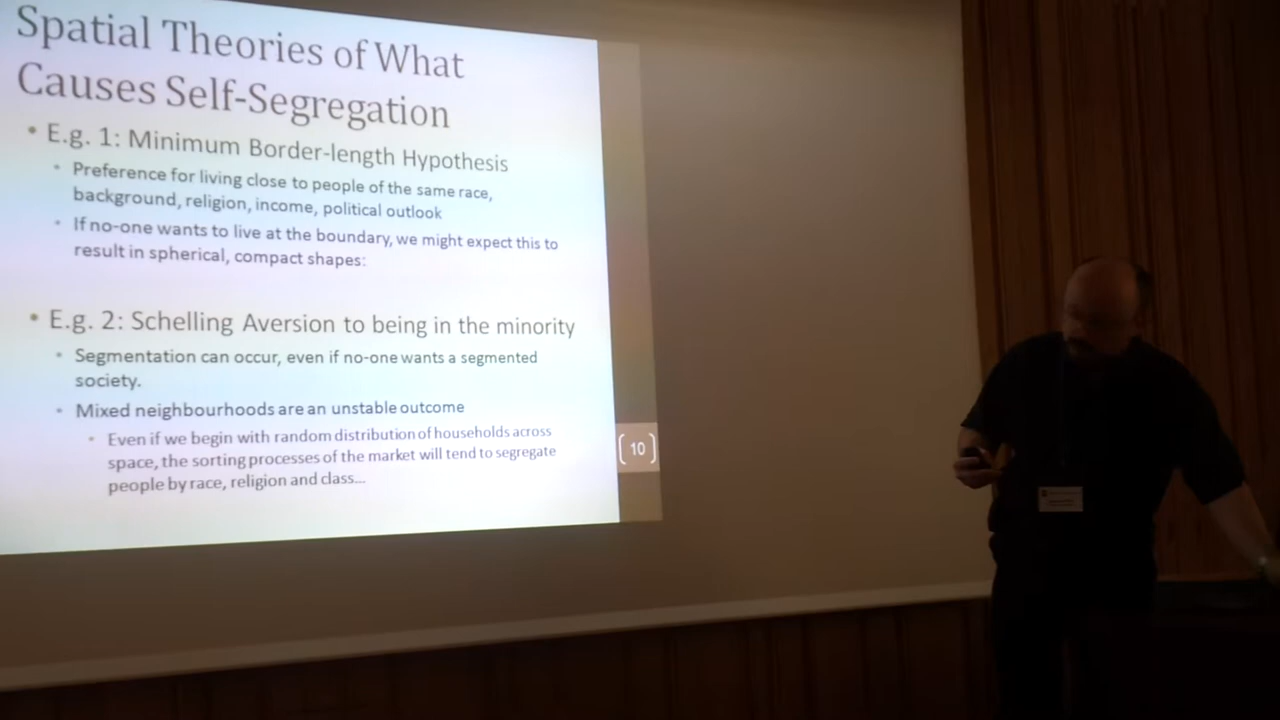 Spatial Theories of What
Causes Self-Segregation
• E.g. 1: Minimum Border-length Hypothesis
• Preference for living close to people of the same race,
background, religion, income, political outlook
• If no-one wants to live at the boundary, we might expect this to
result in spherical, compact shapes:
• E.g. 2: Schelling Aversion to being in the minority
• Segmentation can occur, even if no-one wants a segmented
society.
• Mixed neighbourhoods are an unstable outcome
• Even if we begin with random distribution of households across
space, the sorting processes of the market will tend to segregate
people by race, religion and class...
[10]